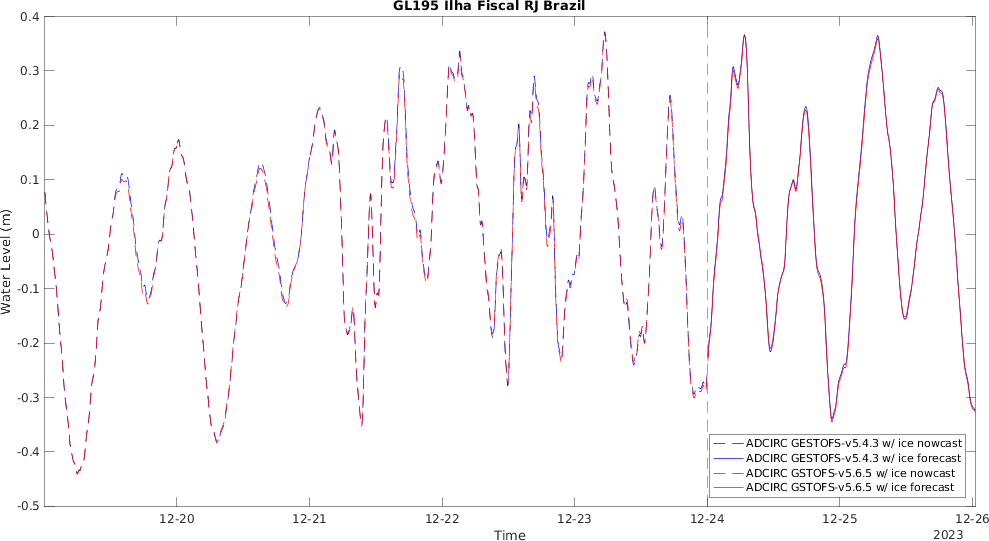 GL195 Ilha Fiscal RJ Brazil
0.4
0.3
0.2
0.1
0
-0.1
-0.2
-0.3
-0.4
-0.5
Water Level (m)
12-20
12-21
12-22
12-23
12-24
12-25
12-26
Time
2023
ADCIRC GESTOFS-v5.4.3 w/ ice nowcast
ADCIRC GESTOFS-v5.4.3 w/ ice forecast
ADCIRC GSTOFS-v5.6.5 w/ ice nowcast
ADCIRC GSTOFS-v5.6.5 w/ ice forecast